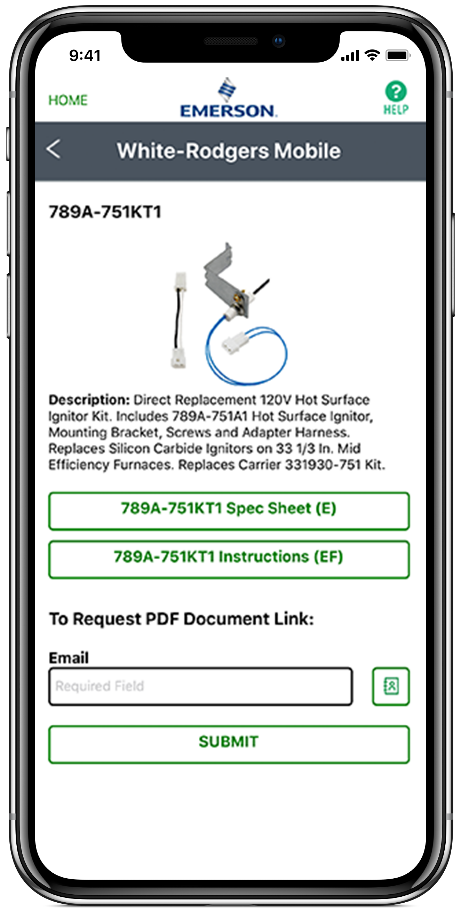 9:41
HOME
EMERSON.
?
HELP
White-Rodgers Mobile
789A-751KT1
Description: Direct Replacement 120V Hot Surface
Ignitor Kit. Includes 789A-751A1 Hot Surface Ignitor,
Mounting Bracket, Screws and Adapter Harness.
Replaces Silicon Carbide Ignitors on 33 1/3 In. Mid
Efficiency Furnaces. Replaces Carrier 331930-751 Kit.
789A-751KT1 Spec Sheet (E)
789A-751KT1 Instructions (EF)
To Request PDF Document Link:
Email
Required Field
SUBMIT